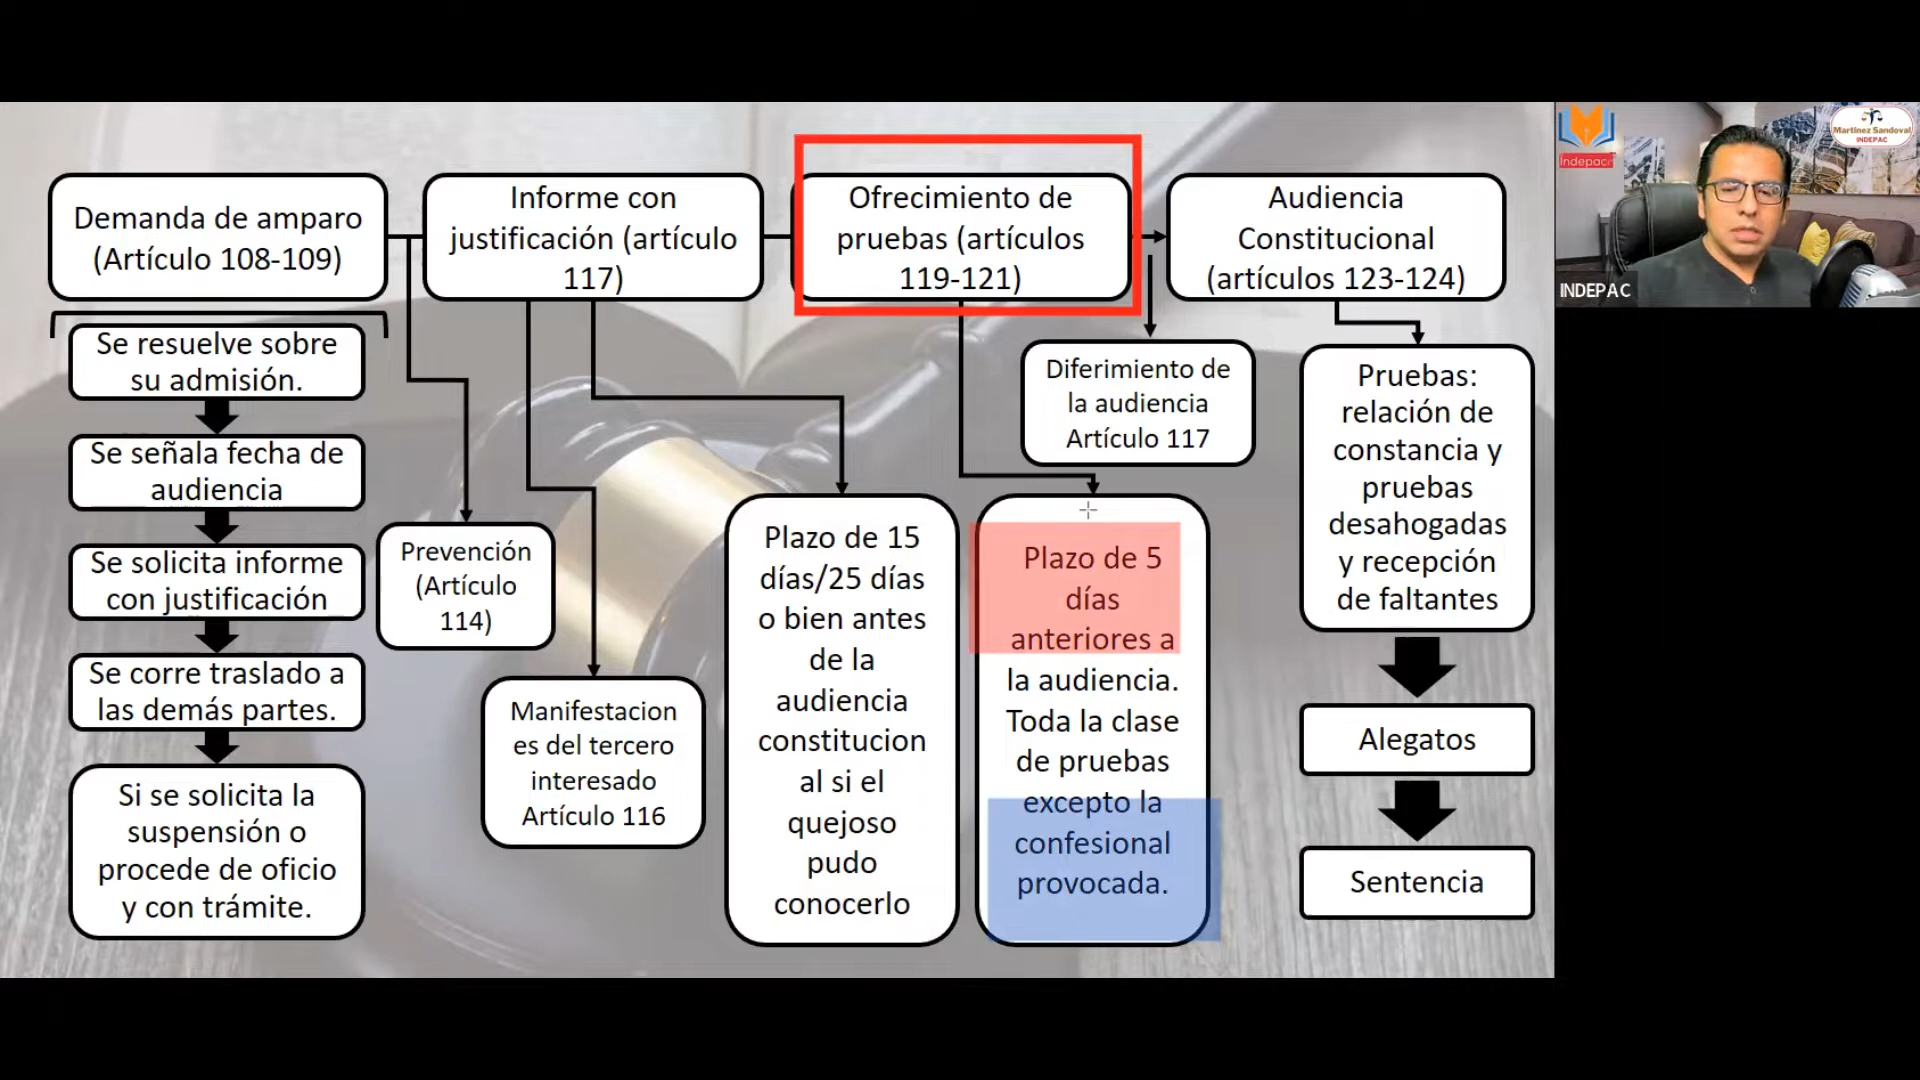 Demanda de amparo
(Artículo 108-109)
Se resuelve sobre
su admisión.
Se señala fecha de
audiencia
Se solicita informe
con justificación
Se corre traslado a
las demás partes.
Si se solicita la
suspensión o
procede de oficio
y con trámite.
Prevención
(Artículo
114)
Informe con
justificación (artículo
117)
Manifestacion
es del tercero
interesado
Artículo 116
Plazo de 15
días/25 días
o bien antes
de la
audiencia
constitucion
al si el
quejoso
pudo
conocerlo
Ofrecimiento de
pruebas (artículos
119-121)
Plazo de 5
días
anteriores a
la audiencia.
Toda la clase
de pruebas
excepto la
confesional
provocada.
Diferimiento de
la audiencia
Artículo 117
Audiencia
Constitucional
(artículos 123-124)
Pruebas:
relación de
constancia y
pruebas
desahogadas
y recepción
de faltantes
Alegatos
Sentencia
Indepac
Martínez Sandoval
INDEPAC
INDEPAC